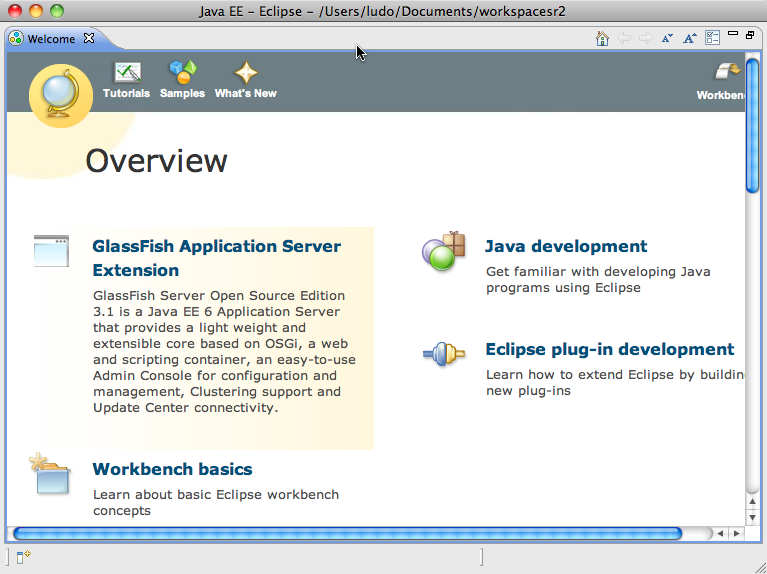 Java EE – Eclipse – /Users/ludo/Documents/workspacesr2
Welcome
Tutorials Samples What's New
Workben
Overview
GlassFish Application Server
Extension
GlassFish Server Open Source Edition
3.1 is a Java EE 6 Application Server
that provides a light weight and
extensible core based on OSGi, a web
and scripting container, an easy-to-use
Admin Console for configuration and
management, Clustering support and
Update Center connectivity.
Java development
Get familiar with developing Java
programs using Eclipse
Eclipse plug-in development
Learn how to extend Eclipse by buildin
new plug-ins
Workbench basics
Learn about basic Eclipse workbench
concepts